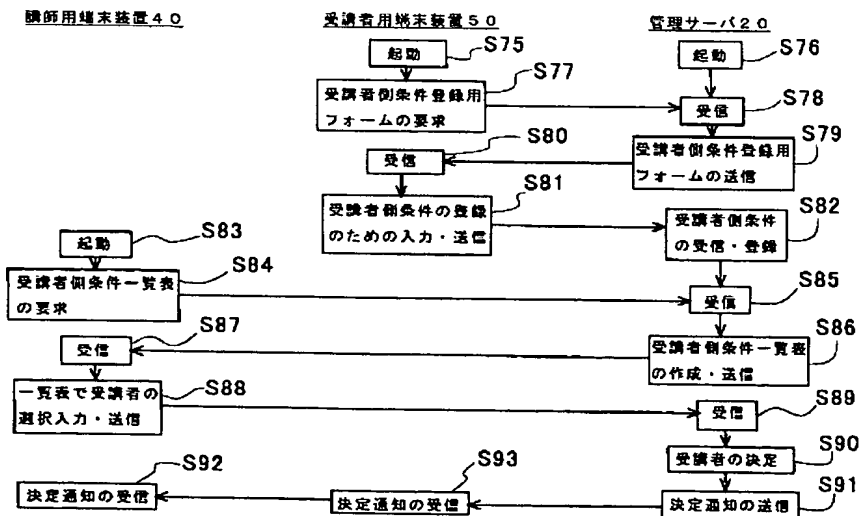 講師用端末装置40
受講者用端末装置50
管理サーバ20
起動
S75
起動
S76
受講者側条件登録用
フォームの要求
S77
受信
S78
受講者側条件登録用
フォームの送信
S79
受信
S80
受講者側条件の登録
のための入力・送信
S81
受講者側条件
の受信・登録
S82
起動
S83
受講者側条件一覧表
の要求
S84
受信
S85
受講者側条件一覧表
の作成・送信
S86
受信
S87
一覧表で受講者の
選択入力・送信
S88
受信
S89
受講者の決定
S90
決定通知の送信
S91
決定通知の受信
S92
決定通知の受信
S93